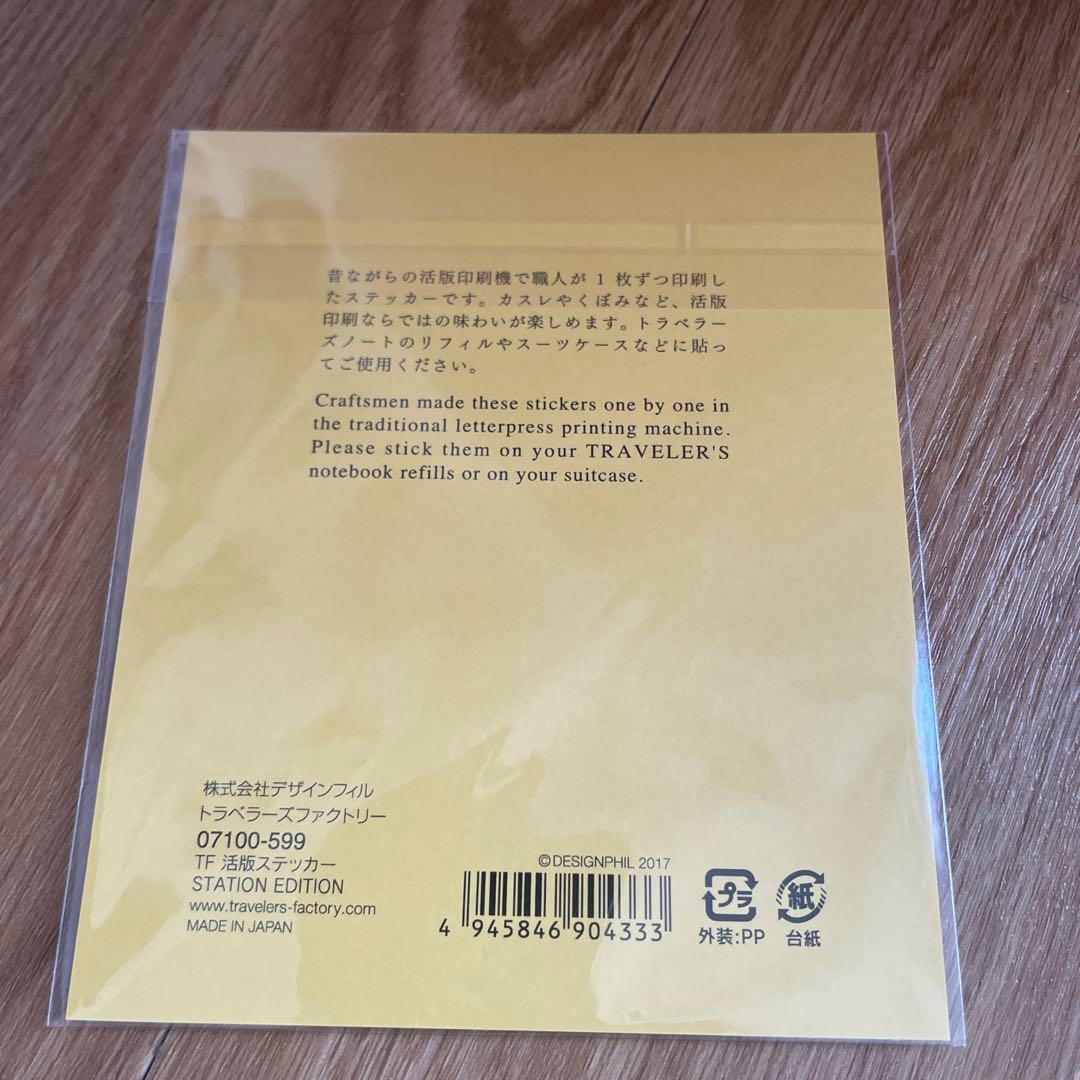 昔ながらの活版印刷機で職人が 1 枚ずつ印刷し
たステッカーです。カスレやくぼみなど、活版
印刷ならではの味わいが楽しめます。トラベラー
ズノートのリフィルやスーツケースなどに貼っ
てご使用ください。
Craftsmen made these stickers one by one in
the traditional letterpress printing machine.
Please stick them on your TRAVELER'S
notebook refills or on your suitcase.
株式会社デザインフィル
トラベラーズファクトリー
07100-599
TF 活版ステッカー
STATION EDITION
www.travelers-factory.com
MADE IN JAPAN
©DESIGNPHIL 2017
4 945846 904333
プラ
外装:PP
紙
台紙